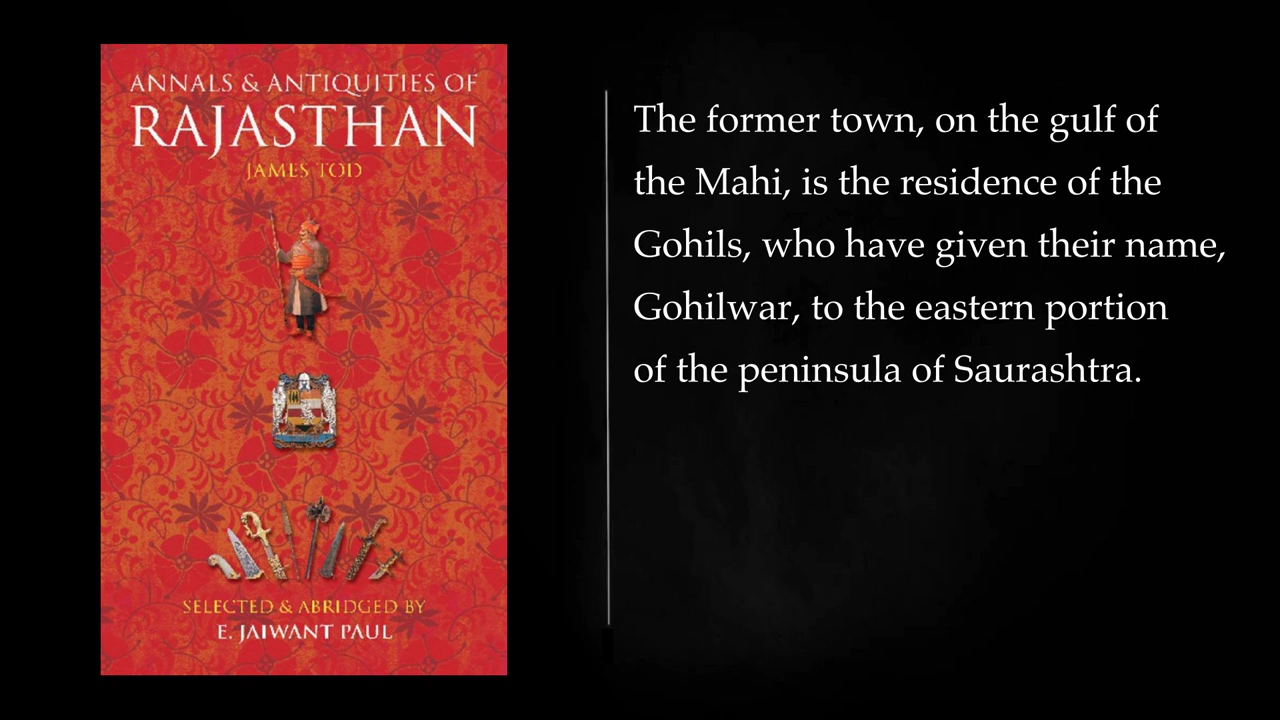 ANNALS & ANTIQUITIES OF
RAJASTHAN
JAMES TOD
SELECTED & ABRIDGED BY
E. JAIWANT PAUL
The former town, on the gulf of
the Mahi, is the residence of the
Gohils, who have given their name,
Gohilwar, to the eastern portion
of the peninsula of Saurashtra.